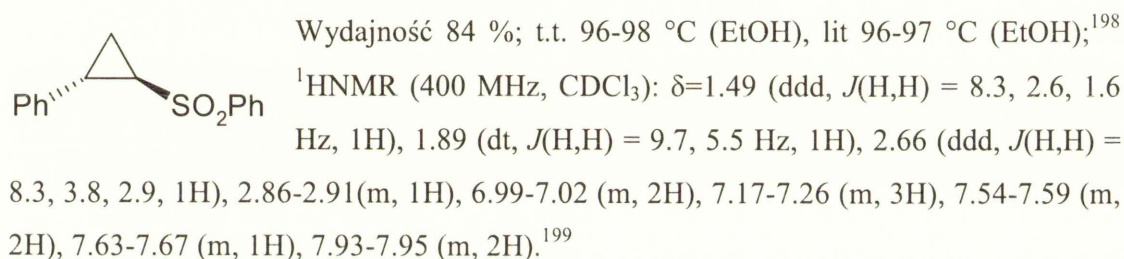 Wydajność 84 %; t.t. 96-98 °C (EtOH), lit 96-97 °C (EtOH);¹⁹⁸
¹HNMR (400 MHz, CDCl₃): δ=1.49 (ddd, J(H,H) = 8.3, 2.6, 1.6
Ph SO₂Ph
Hz, 1H), 1.89 (dt, J(H,H) = 9.7, 5.5 Hz, 1H), 2.66 (ddd, J(H,H) =
8.3, 3.8, 2.9, 1H), 2.86-2.91(m, 1H), 6.99-7.02 (m, 2H), 7.17-7.26 (m, 3H), 7.54-7.59 (m,
2H), 7.63-7.67 (m, 1H), 7.93-7.95 (m, 2H).¹⁹⁹